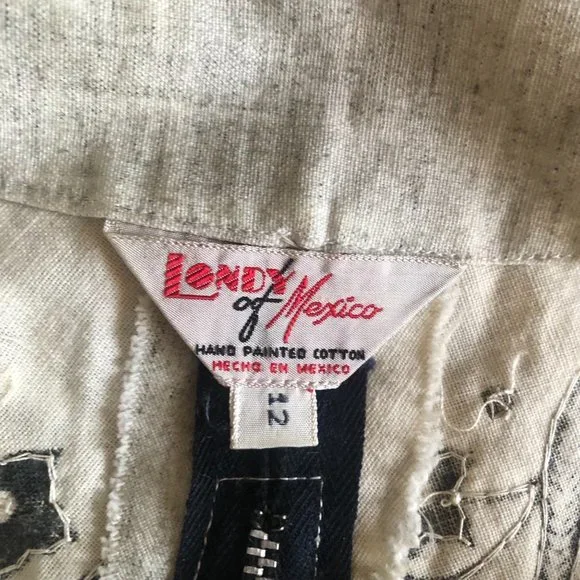 LONDY
of Mexico
HAND PAINTED COTTON
HECHO EN MEXICO
12